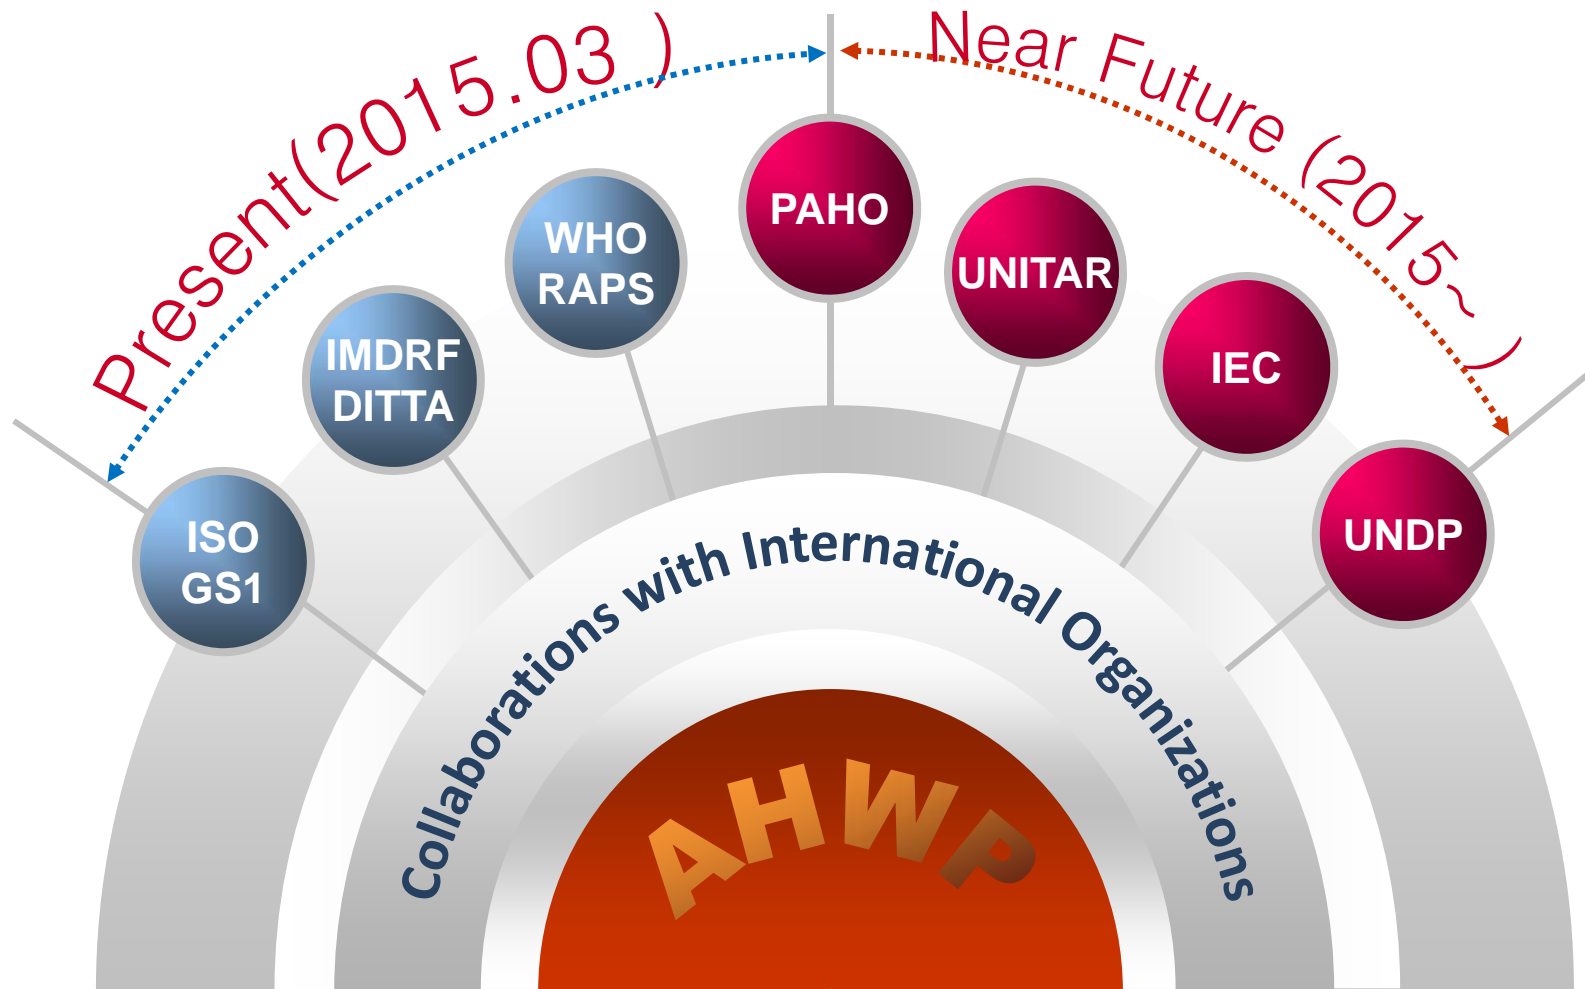 Present(2015.03 )
Near Future (2015~ )
ISO
GS1
IMDRF
DITTA
WHO
RAPS
PAHO
UNITAR
IEC
UNDP
Collaborations with International Organizations
AHWP